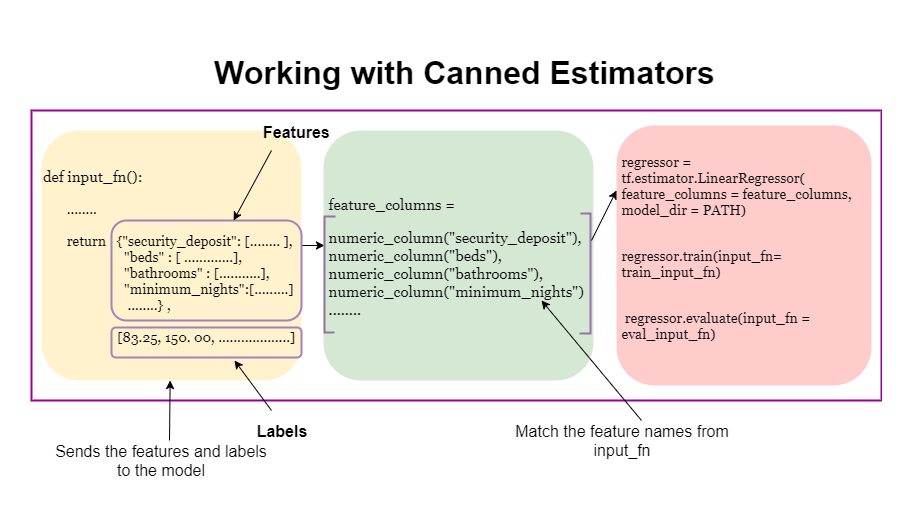 Working with Canned Estimators
Features
def input_fn():
........
return {"security_deposit": [........ ],
"beds" : [ .............],
"bathrooms" : [...........],
"minimum_nights":[.........]
........} ,
[83.25, 150. 00, ...................]
Labels
Sends the features and labels
to the model
feature_columns =
numeric_column("security_deposit"),
numeric_column("beds"),
numeric_column("bathrooms"),
numeric_column("minimum_nights")
........
Match the feature names from
input_fn
regressor =
tf.estimator.LinearRegressor(
feature_columns = feature_columns,
model_dir = PATH)
regressor.train(input_fn=
train_input_fn)
regressor.evaluate(input_fn =
eval_input_fn)